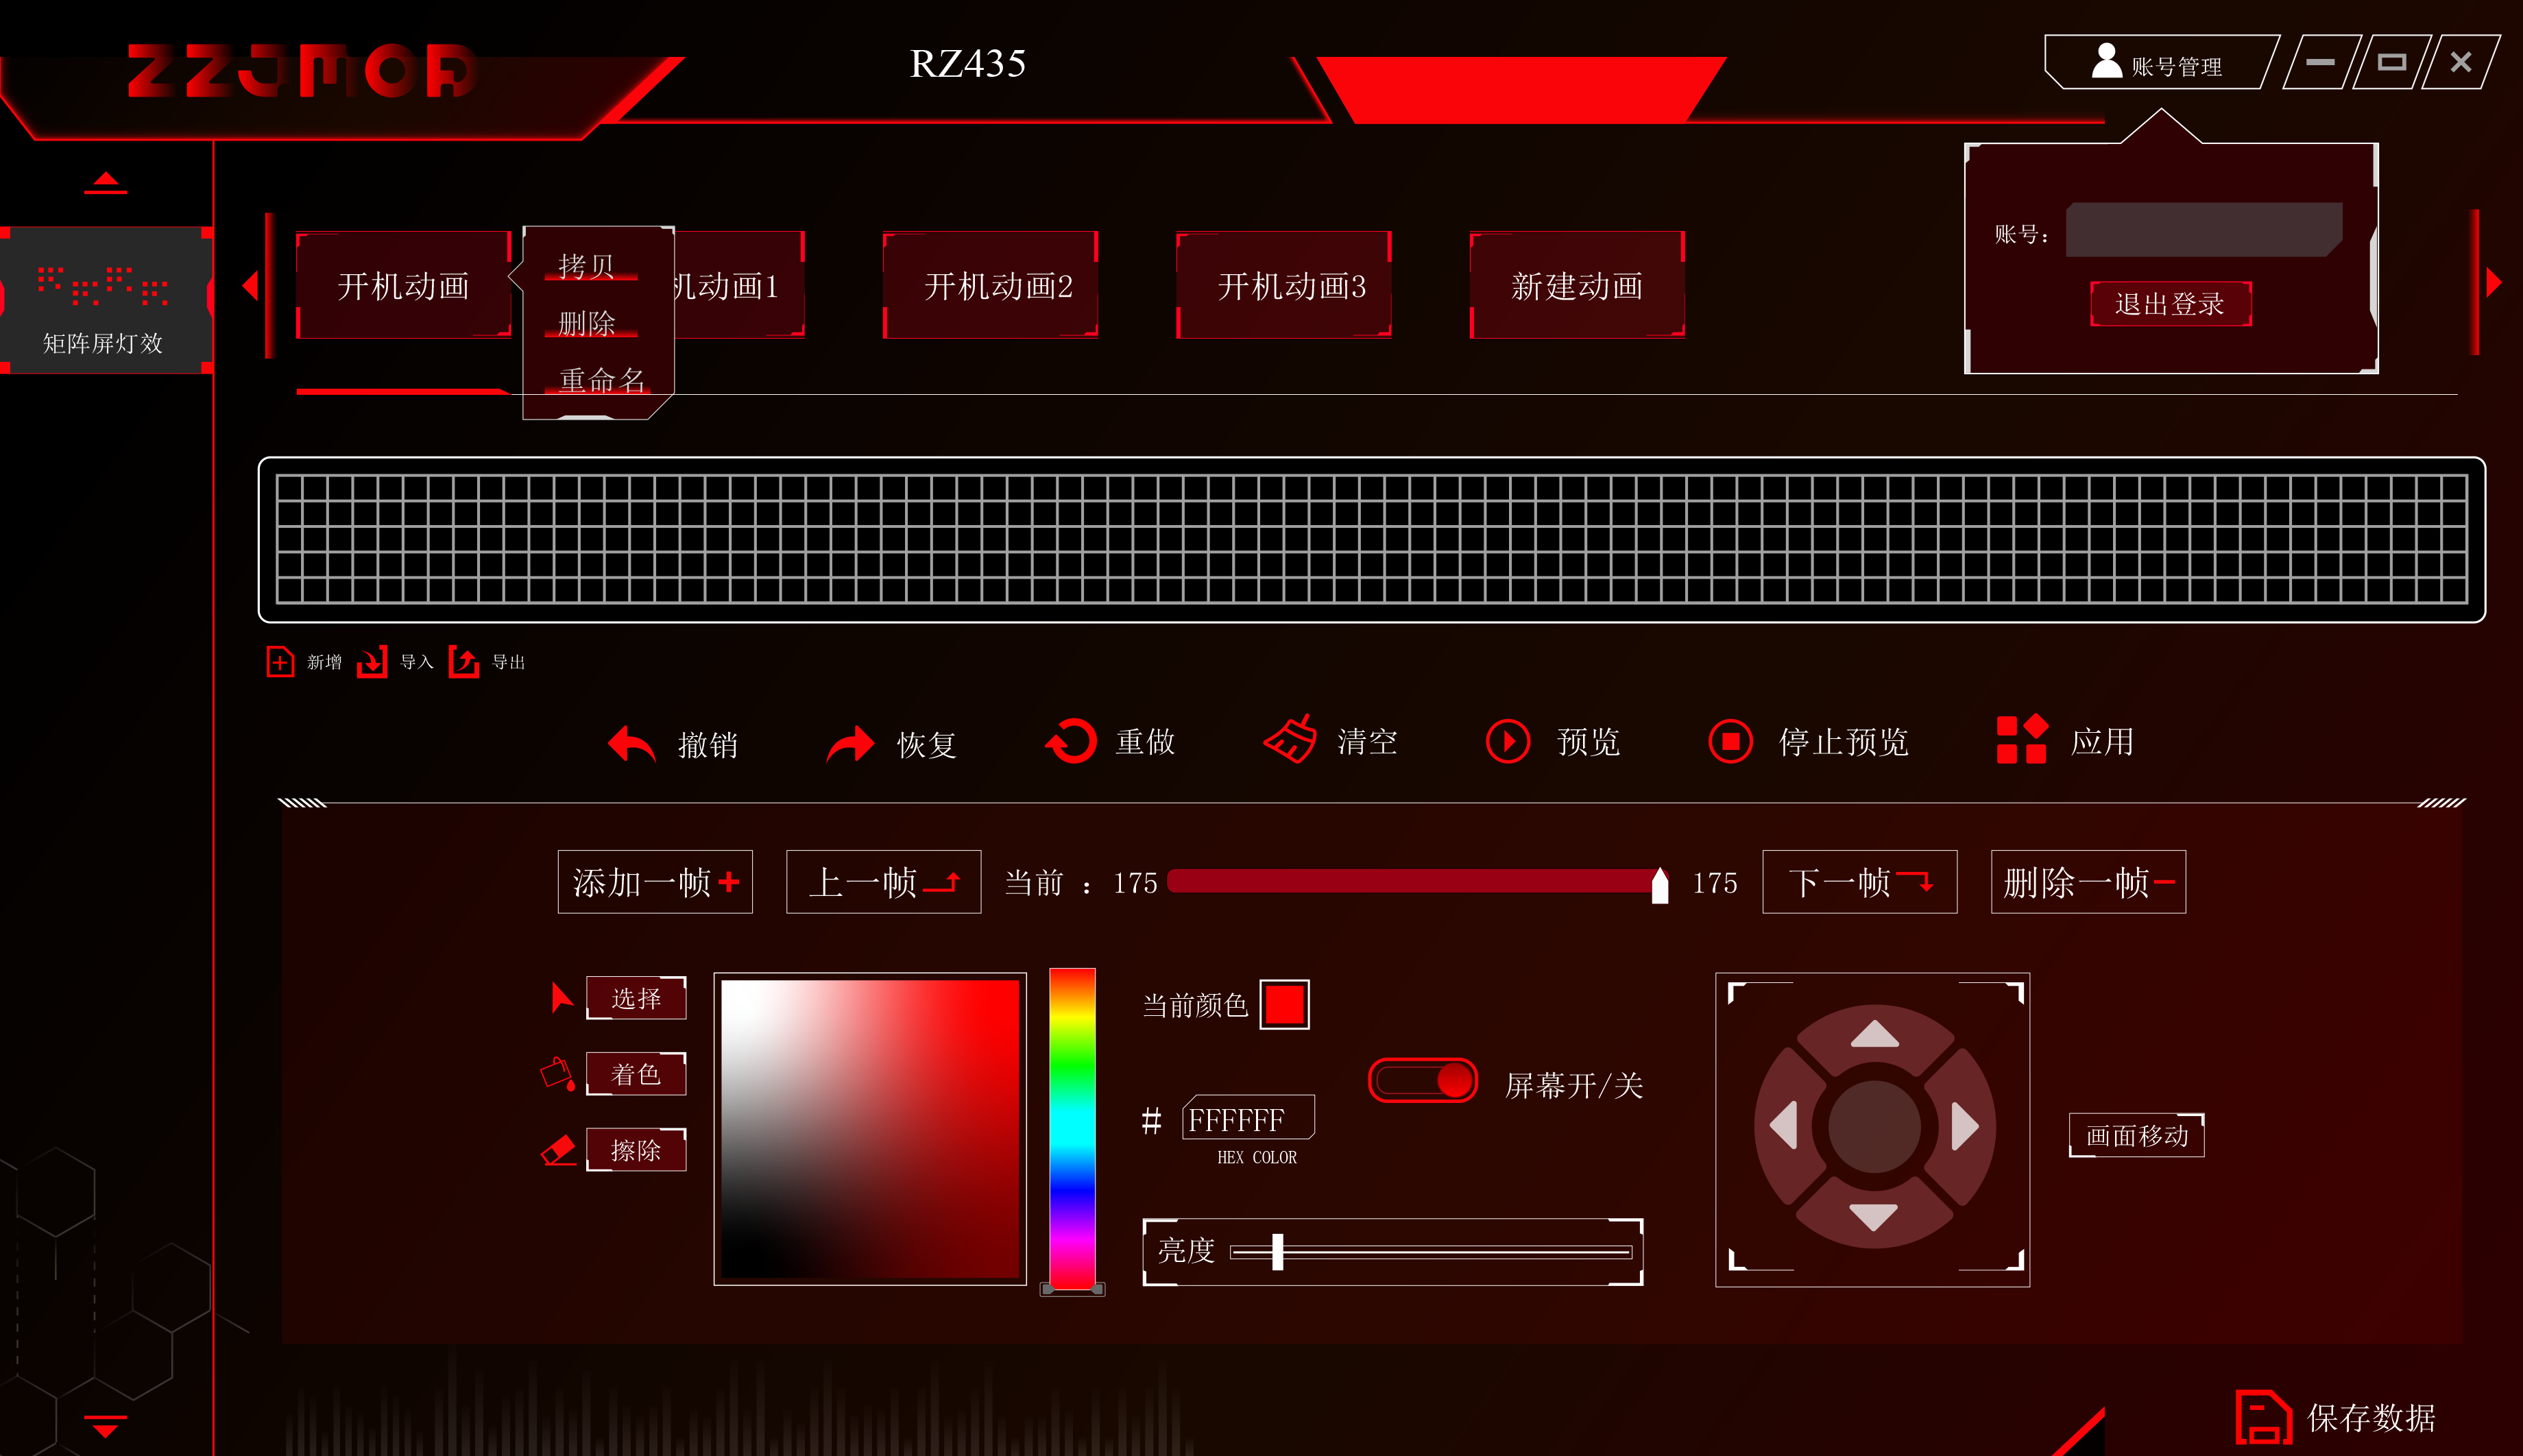 ZZJMOA
RZ435
账号管理
账号：
退出登录
矩阵屏灯效
开机动画
拷贝
删除
重命名
机动画1
开机动画2
开机动画3
新建动画
新增
导入
导出
撤销
恢复
重做
清空
预览
停止预览
应用
添加一帧
上一帧
当前 ：175
175
下一帧
删除一帧
选择
着色
擦除
当前颜色
# FFFFFF
HEX COLOR
屏幕开/关
亮度
画面移动
保存数据